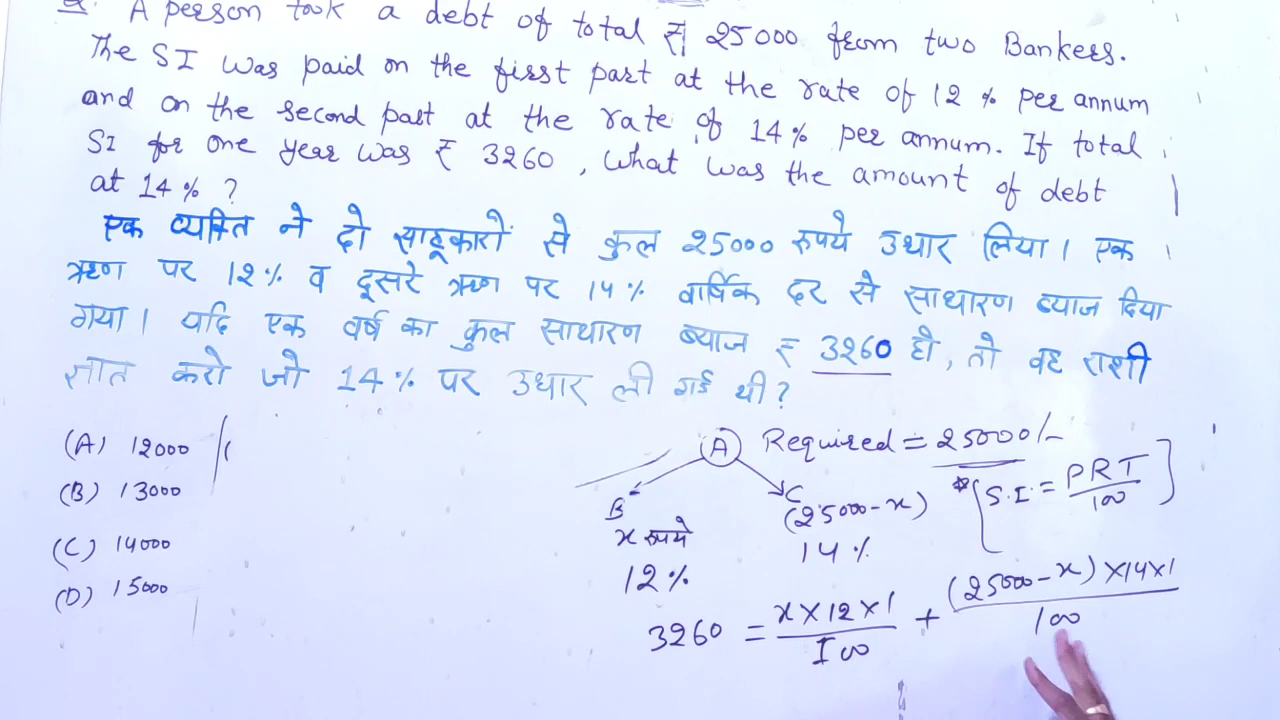 Q. A person took a debt of total ₹ 25000 from two Bankers.
The SI was paid on the first part at the rate of 12 % per annum
and on the second part at the rate of 14% per annum. If total
SI for one year was ₹ 3260, what was the amount of debt
at 14% ?
एक व्यक्ति ने दो साहूकारों से कुल 25000 रुपये उधार लिया। एक
ऋण पर 12% व दूसरे ऋण पर 14% वार्षिक दर से साधारण ब्याज दिया
गया। यदि एक वर्ष का कुल साधारण ब्याज ₹ 3260 हो, तो वह राशी
ज्ञात करो जो 14% पर उधार ली गई थी?
(A) 12000
(B) 13000
(C) 14000
(D) 15000
A Required = 25000/-
B C
x रुपये (25000-x)
12% 14%
* [S.I. = PRT/100]
3260 = x×12×1/100 + (25000-x)×14×1/100